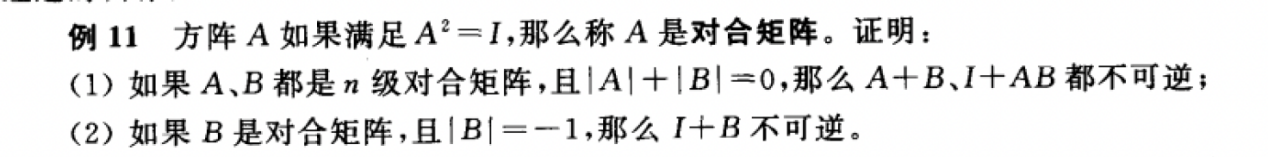 例 11 方阵 A 如果满足 A²=I,那么称 A 是对合矩阵。证明:
(1) 如果 A、B 都是 n 级对合矩阵,且|A|+|B|=0,那么 A+B、I+AB 都不可逆;
(2) 如果 B 是对合矩阵,且|B|=-1,那么 I+B 不可逆。